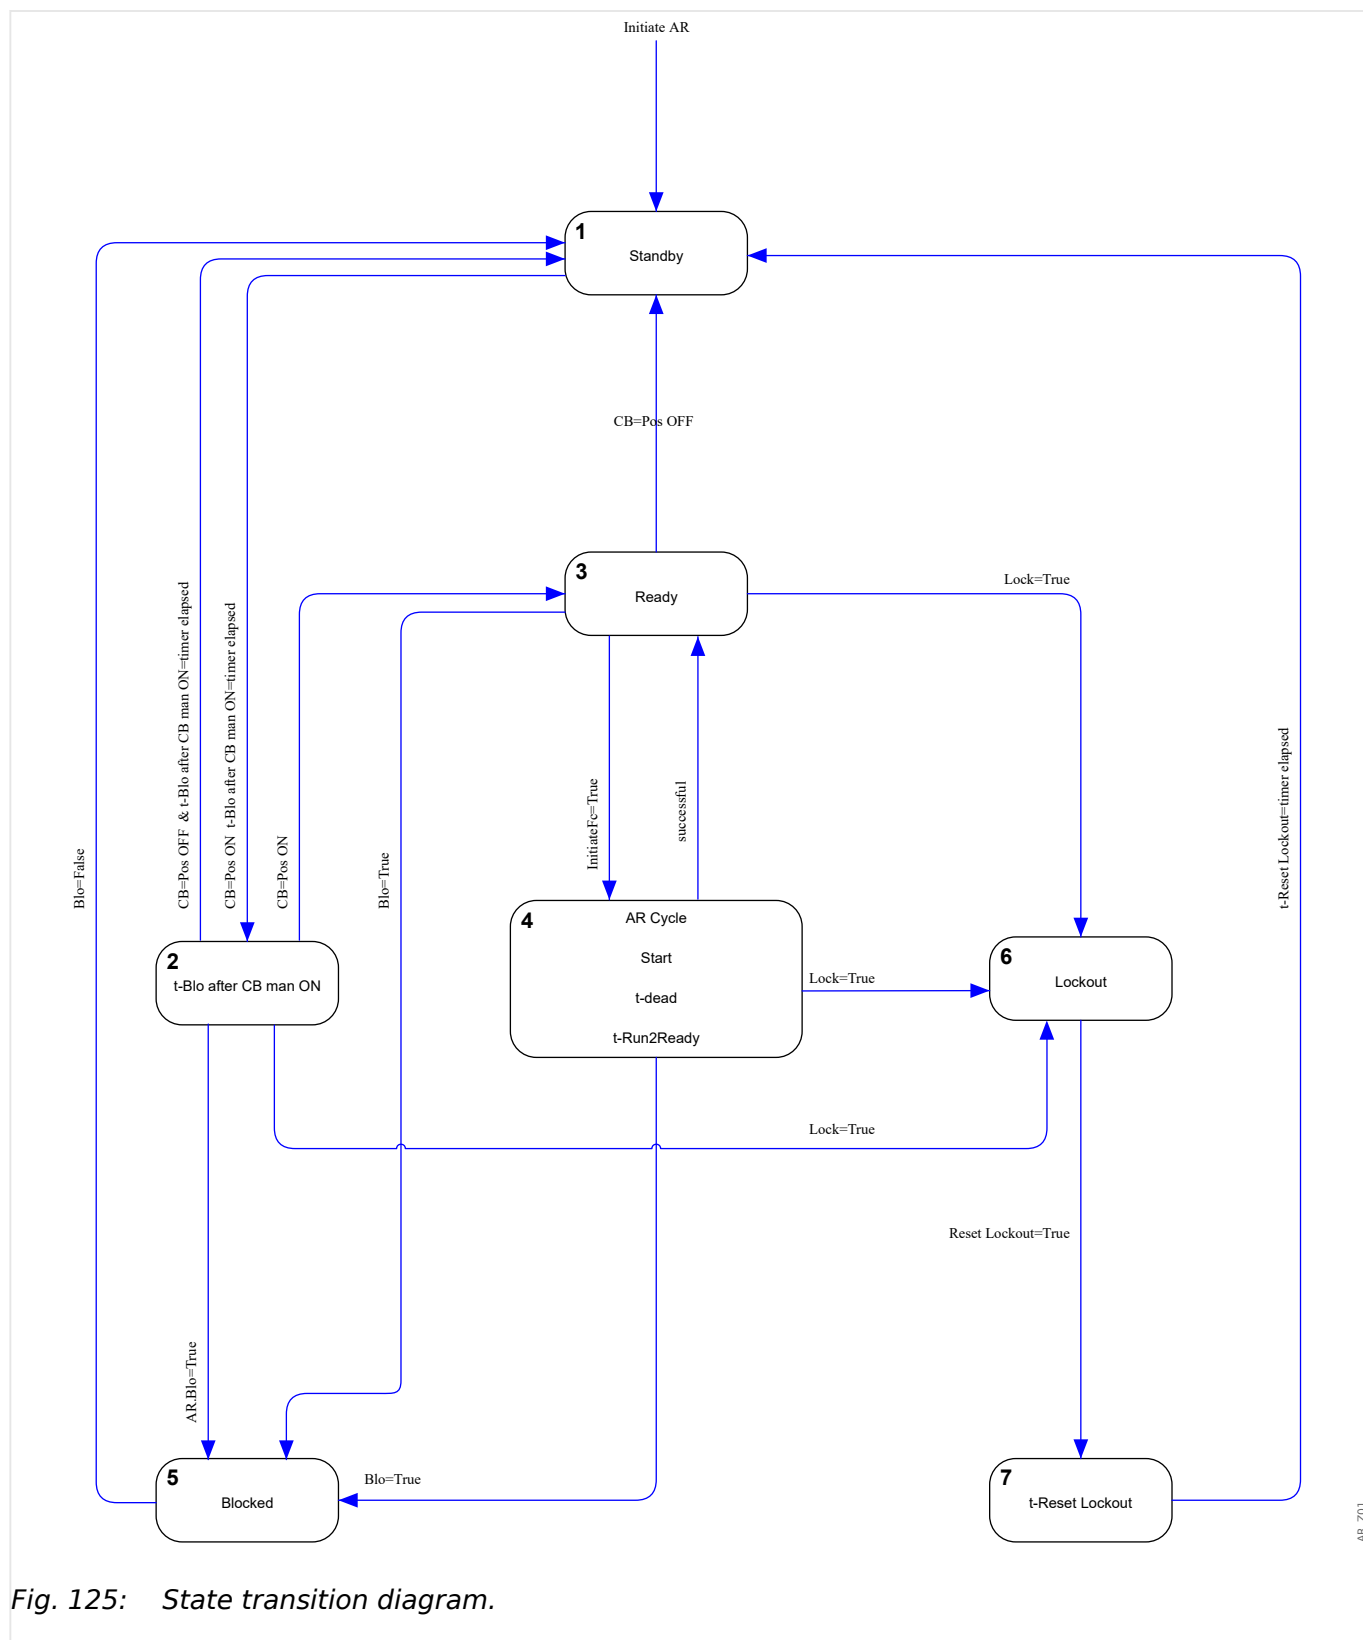 Initiate AR
1
Standby
CB=Pos OFF
3
Ready
Lock=True
CB=Pos OFF & t-Blo after CB man ON=timer elapsed
CB=Pos ON t-Blo after CB man ON=timer elapsed
CB=Pos ON
Blo=False
Blo=True
InitiateFc=True
successful
t-Reset Lockout=timer elapsed
4
AR Cycle
Start
t-dead
t-Run2Ready
2
t-Blo after CB man ON
Lock=True
6
Lockout
Lock=True
Reset Lockout=True
AR.Blo=True
5
Blocked
Blo=True
7
t-Reset Lockout
AR_Z01
Fig. 125: State transition diagram.